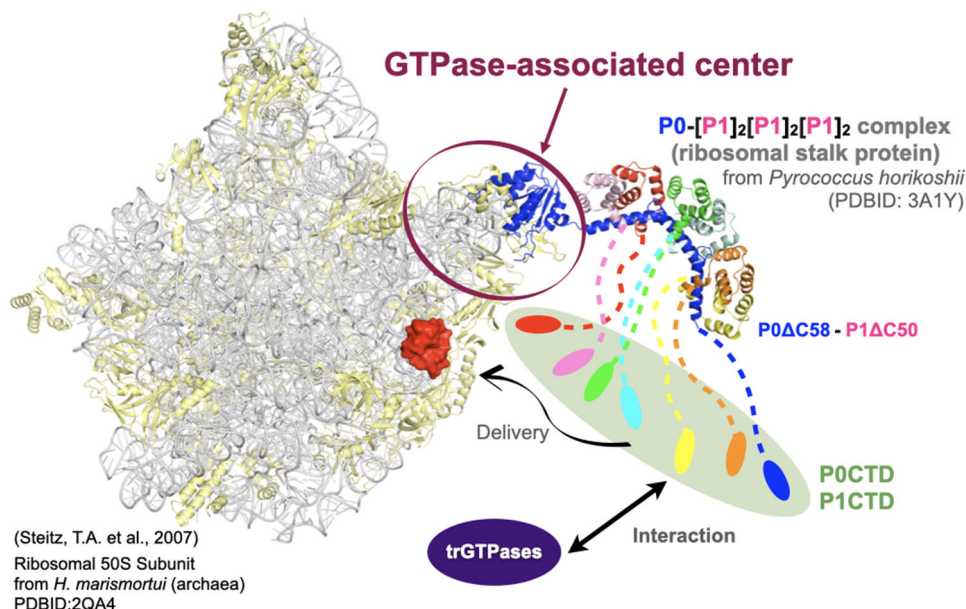 GTPase-associated center
P0-[P1]₂[P1]₂[P1]₂ complex
(ribosomal stalk protein)
from Pyrococcus horikoshii
(PDBID: 3A1Y)
P0ΔC58 - P1ΔC50
Delivery
P0CTD
P1CTD
Interaction
trGTPases
(Steitz, T.A. et al., 2007)
Ribosomal 50S Subunit
from H. marismortui (archaea)
PDBID:2QA4